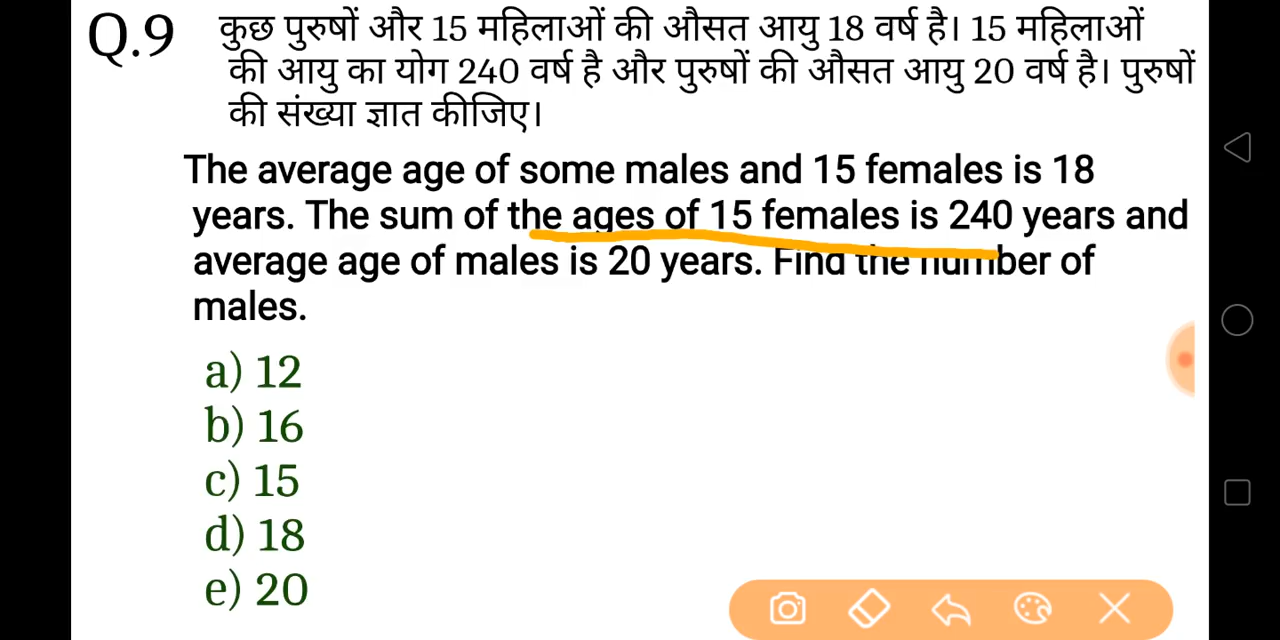 Q.9 कुछ पुरुषों और 15 महिलाओं की औसत आयु 18 वर्ष है। 15 महिलाओं
की आयु का योग 240 वर्ष है और पुरुषों की औसत आयु 20 वर्ष है। पुरुषों
की संख्या ज्ञात कीजिए।
The average age of some males and 15 females is 18
years. The sum of the ages of 15 females is 240 years and
average age of males is 20 years. Find the number of
males.
a) 12
b) 16
c) 15
d) 18
e) 20